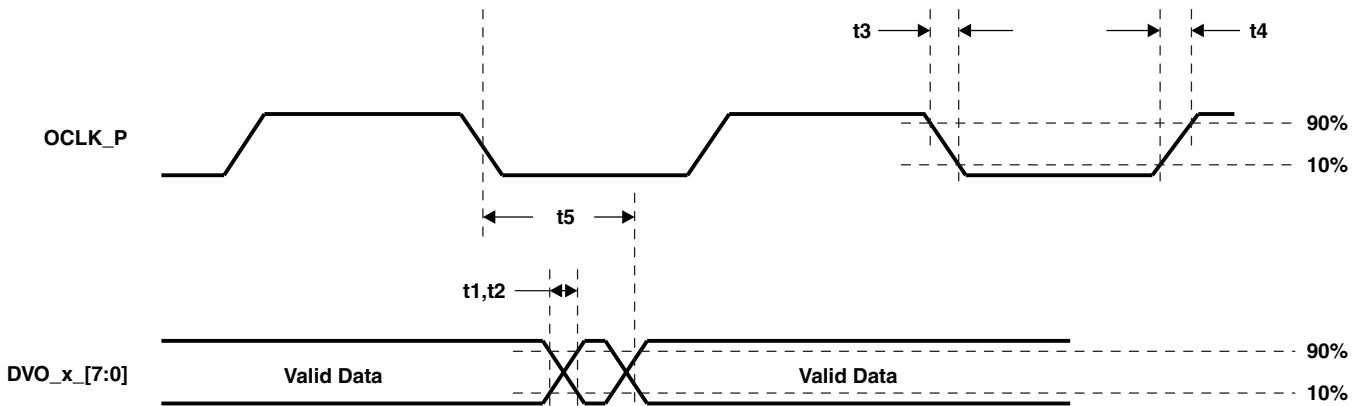 t3
t4
OCLK_P
90%
10%
t5
t1,t2
DVO_x_[7:0]
Valid Data
Valid Data
90%
10%